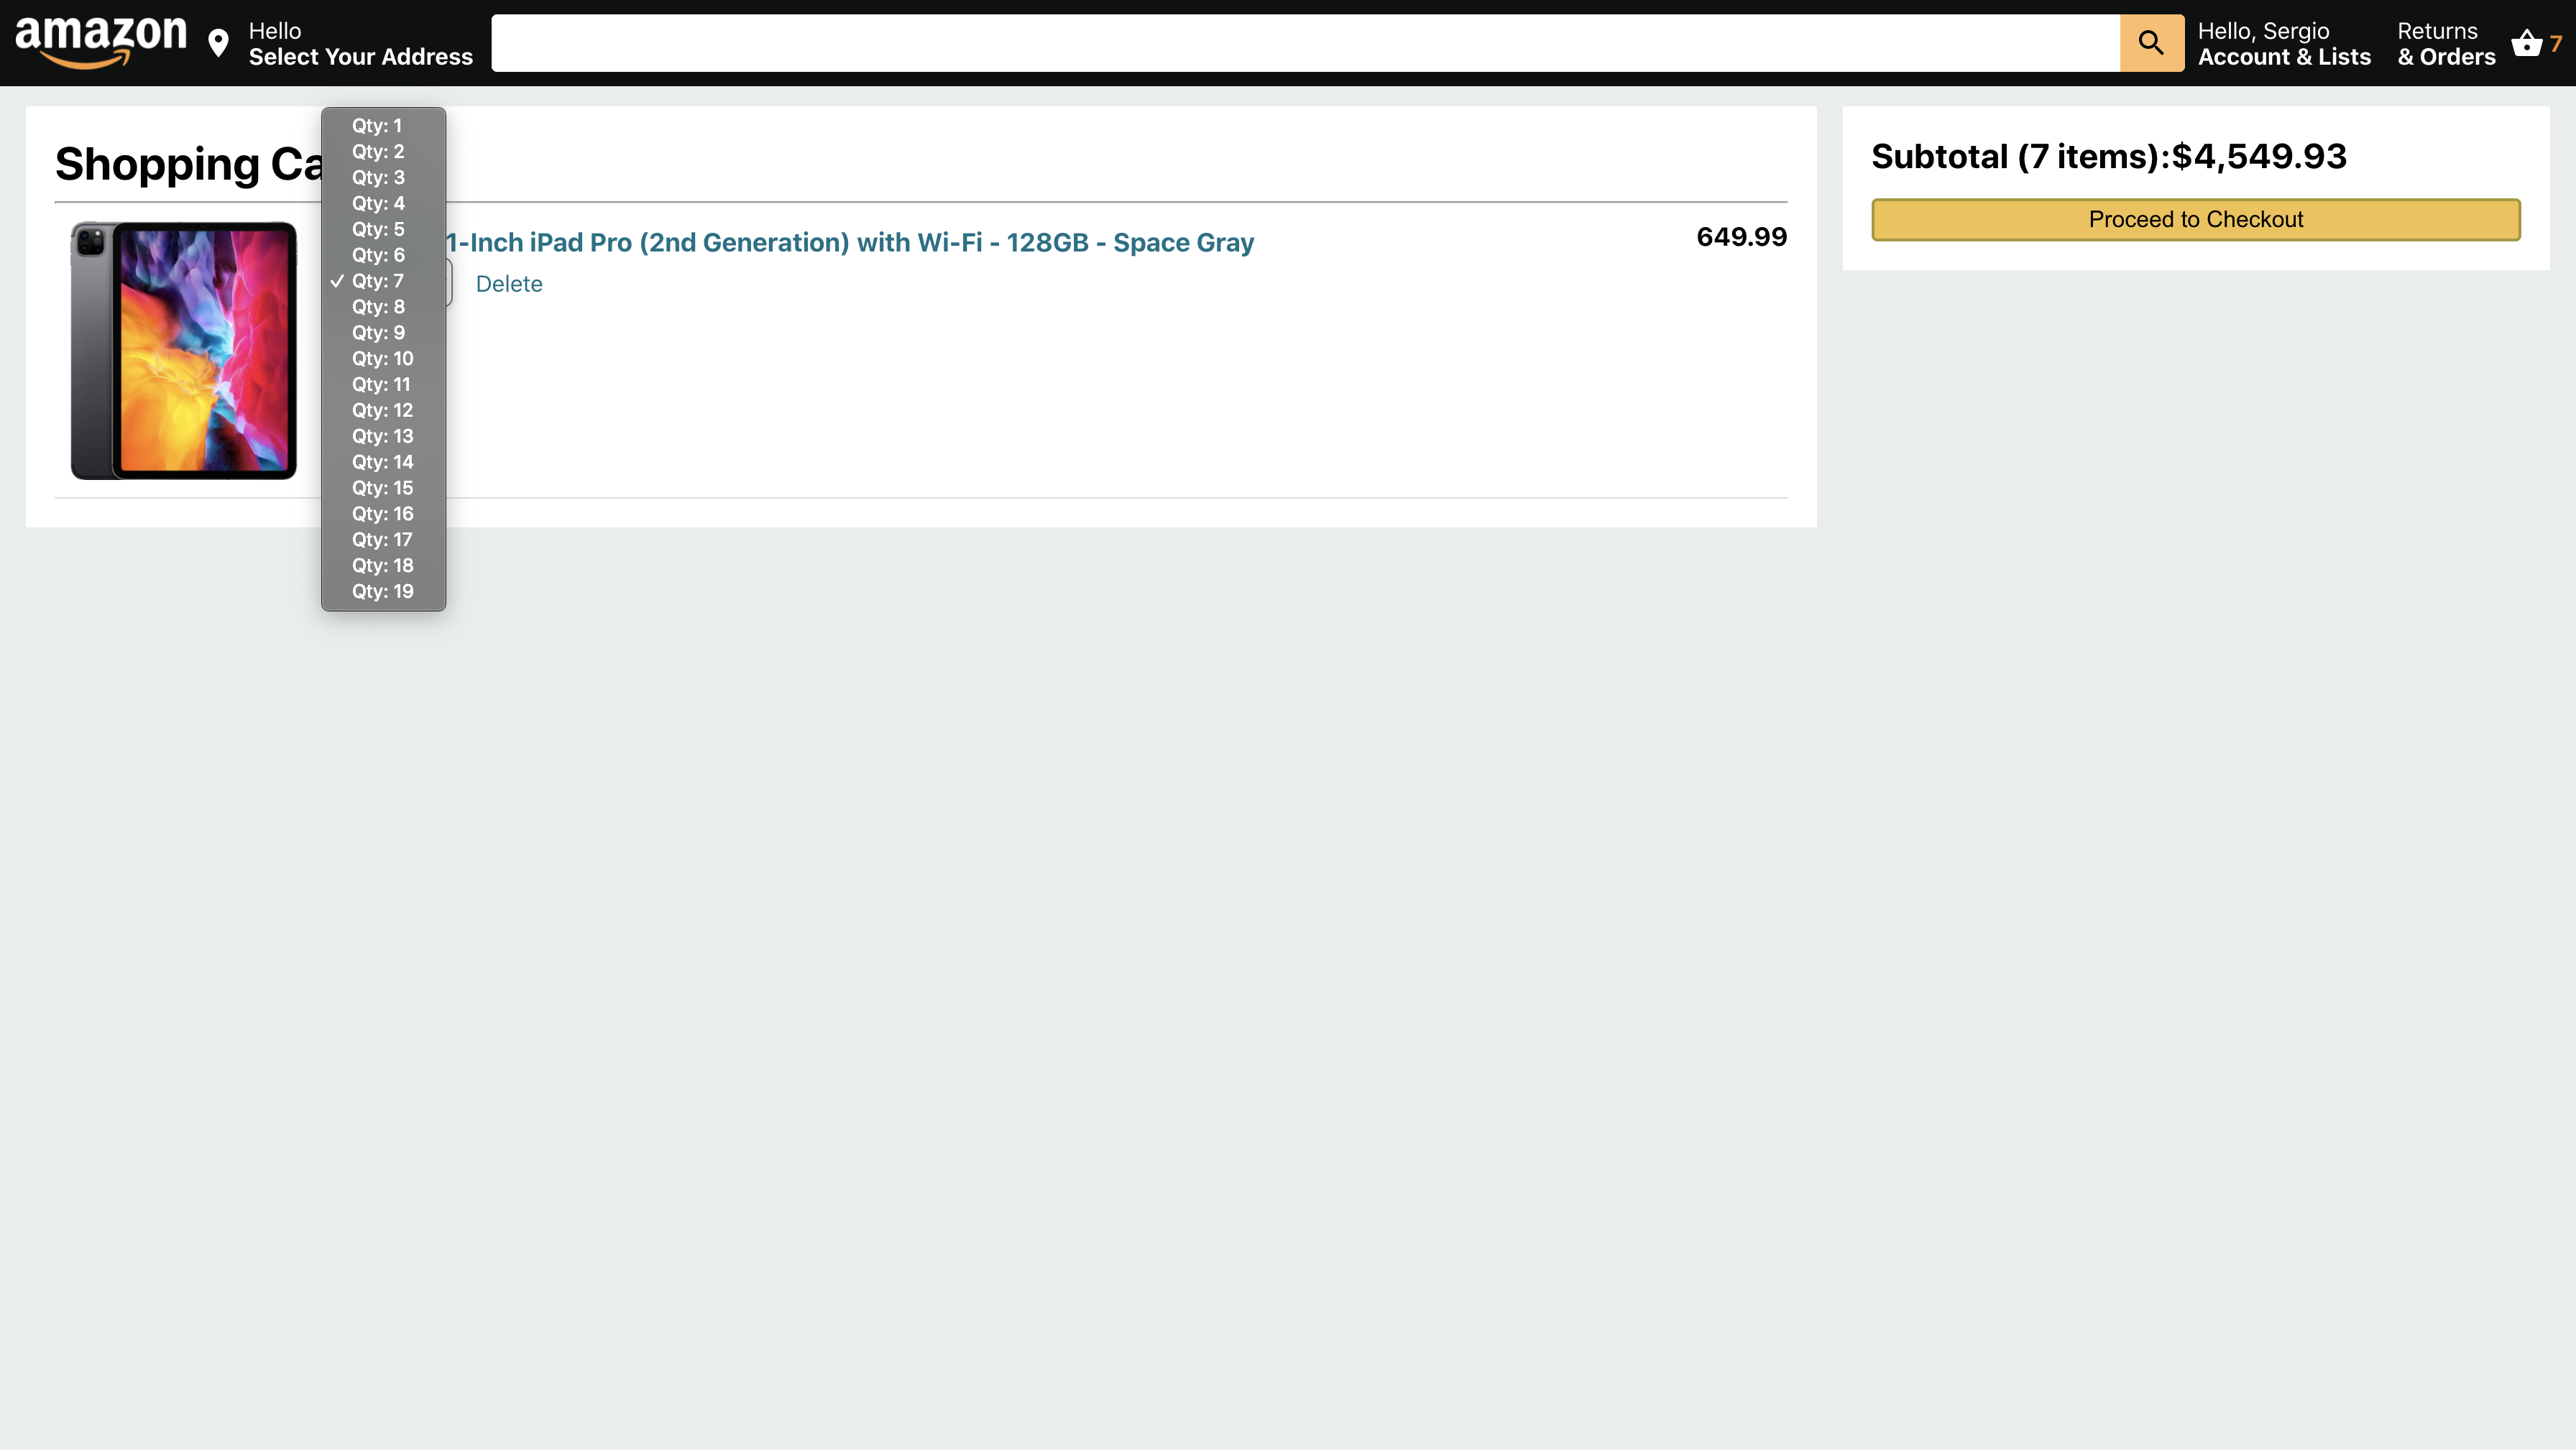 amazon
Hello
Select Your Address
Hello, Sergio
Account & Lists
Returns
& Orders
7
Shopping Ca
Qty: 1
Qty: 2
Qty: 3
Qty: 4
Qty: 5
Qty: 6
✓ Qty: 7
Qty: 8
Qty: 9
Qty: 10
Qty: 11
Qty: 12
Qty: 13
Qty: 14
Qty: 15
Qty: 16
Qty: 17
Qty: 18
Qty: 19
1-Inch iPad Pro (2nd Generation) with Wi-Fi - 128GB - Space Gray
649.99
Delete
Subtotal (7 items):$4,549.93
Proceed to Checkout